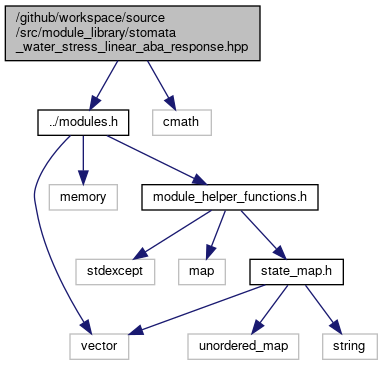 /github/workspace/source
/src/module_library/stomata
_water_stress_linear_aba_response.hpp
../modules.h
cmath
memory
module_helper_functions.h
stdexcept
map
state_map.h
vector
unordered_map
string